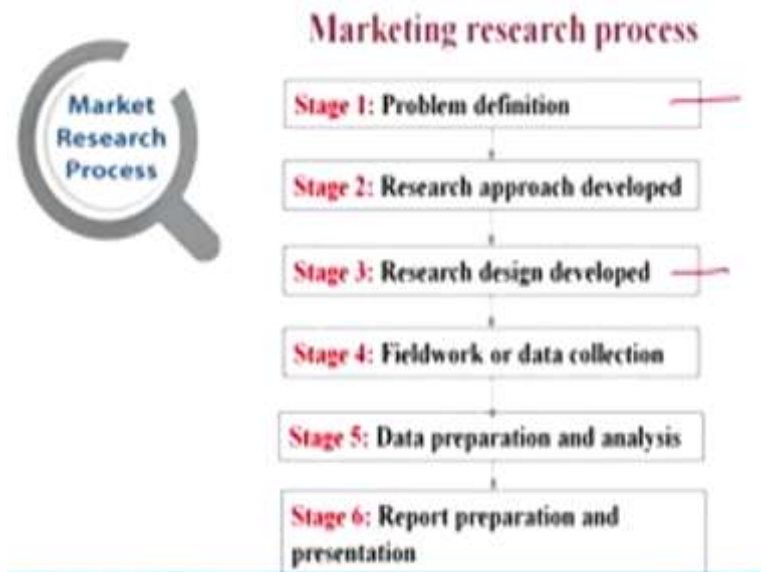 Marketing research process
Market
Research
Process
Stage 1: Problem definition
Stage 2: Research approach developed
Stage 3: Research design developed
Stage 4: Fieldwork or data collection
Stage 5: Data preparation and analysis
Stage 6: Report preparation and
presentation